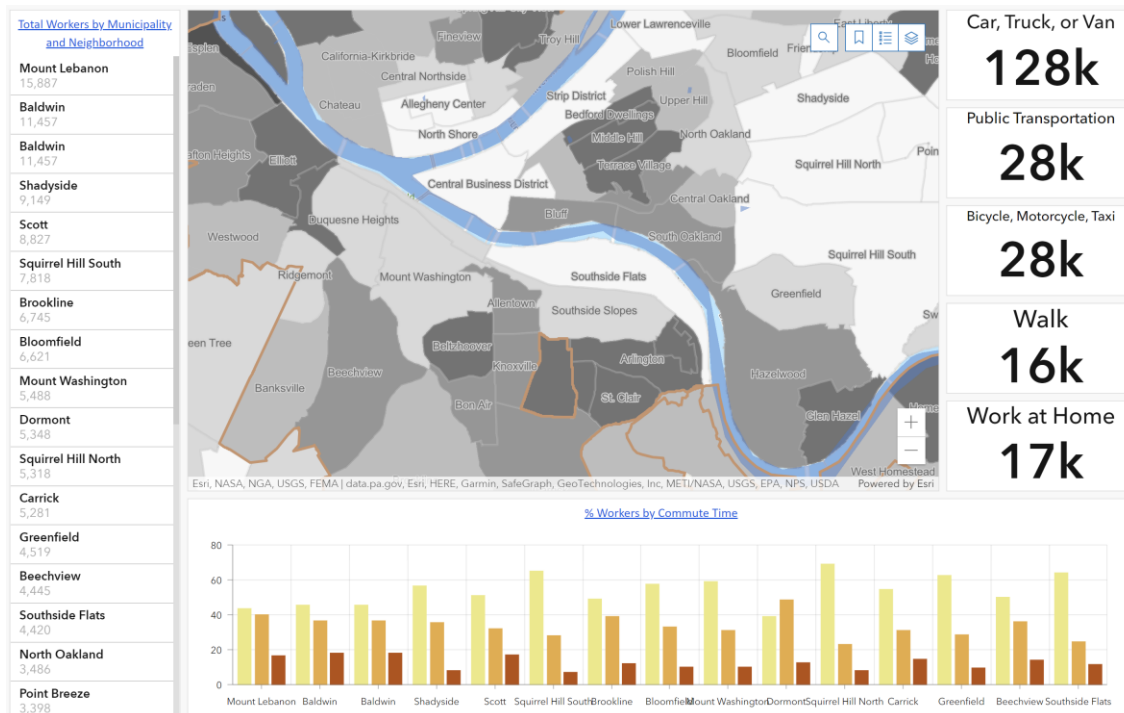 Total Workers by Municipality
and Neighborhood
Mount Lebanon
15,887
Baldwin
11,457
Baldwin
11,457
Shadyside
9,149
Scott
8,827
Squirrel Hill South
7,818
Brookline
6,745
Bloomfield
6,621
Mount Washington
5,488
Dormont
5,348
Squirrel Hill North
5,318
Carrick
5,281
Greenfield
4,519
Beechview
4,445
Southside Flats
4,420
North Oakland
3,486
Point Breeze
3,398
Lower Lawrenceville
Fineview
Troy Hill
East Liberty
California-Kirkbride
Bloomfield
Central Northside
Polish Hill
Chateau
Allegheny Center
Strip District
Upper Hill
Shadyside
Bedford Dwellings
North Shore
Middle Hill
North Oakland
Elliott
Terrace Village
Squirrel Hill North
Central Business District
Central Oakland
Duquesne Heights
Bluff
Westwood
South Oakland
Squirrel Hill South
Ridgemont
Mount Washington
Southside Flats
Greenfield
Allentown
Southside Slopes
een Tree
Beltzhoover
Arlington
Knoxville
Beechview
Hazelwood
Banksville
St. Clair
Bon Air
Glen Hazel
+
−
West Homestead
Esri, NASA, NGA, USGS, FEMA | data.pa.gov, Esri, HERE, Garmin, SafeGraph, GeoTechnologies, Inc, METI/NASA, USGS, EPA, NPS, USDA
Powered by Esri
Car, Truck, or Van
128k
Public Transportation
28k
Bicycle, Motorcycle, Taxi
28k
Walk
16k
Work at Home
17k
% Workers by Commute Time
80
60
40
20
0
Mount Lebanon Baldwin Baldwin Shadyside Scott Squirrel Hill South Brookline Bloomfield Mount Washington Dormont Squirrel Hill North Carrick Greenfield Beechview Southside Flats